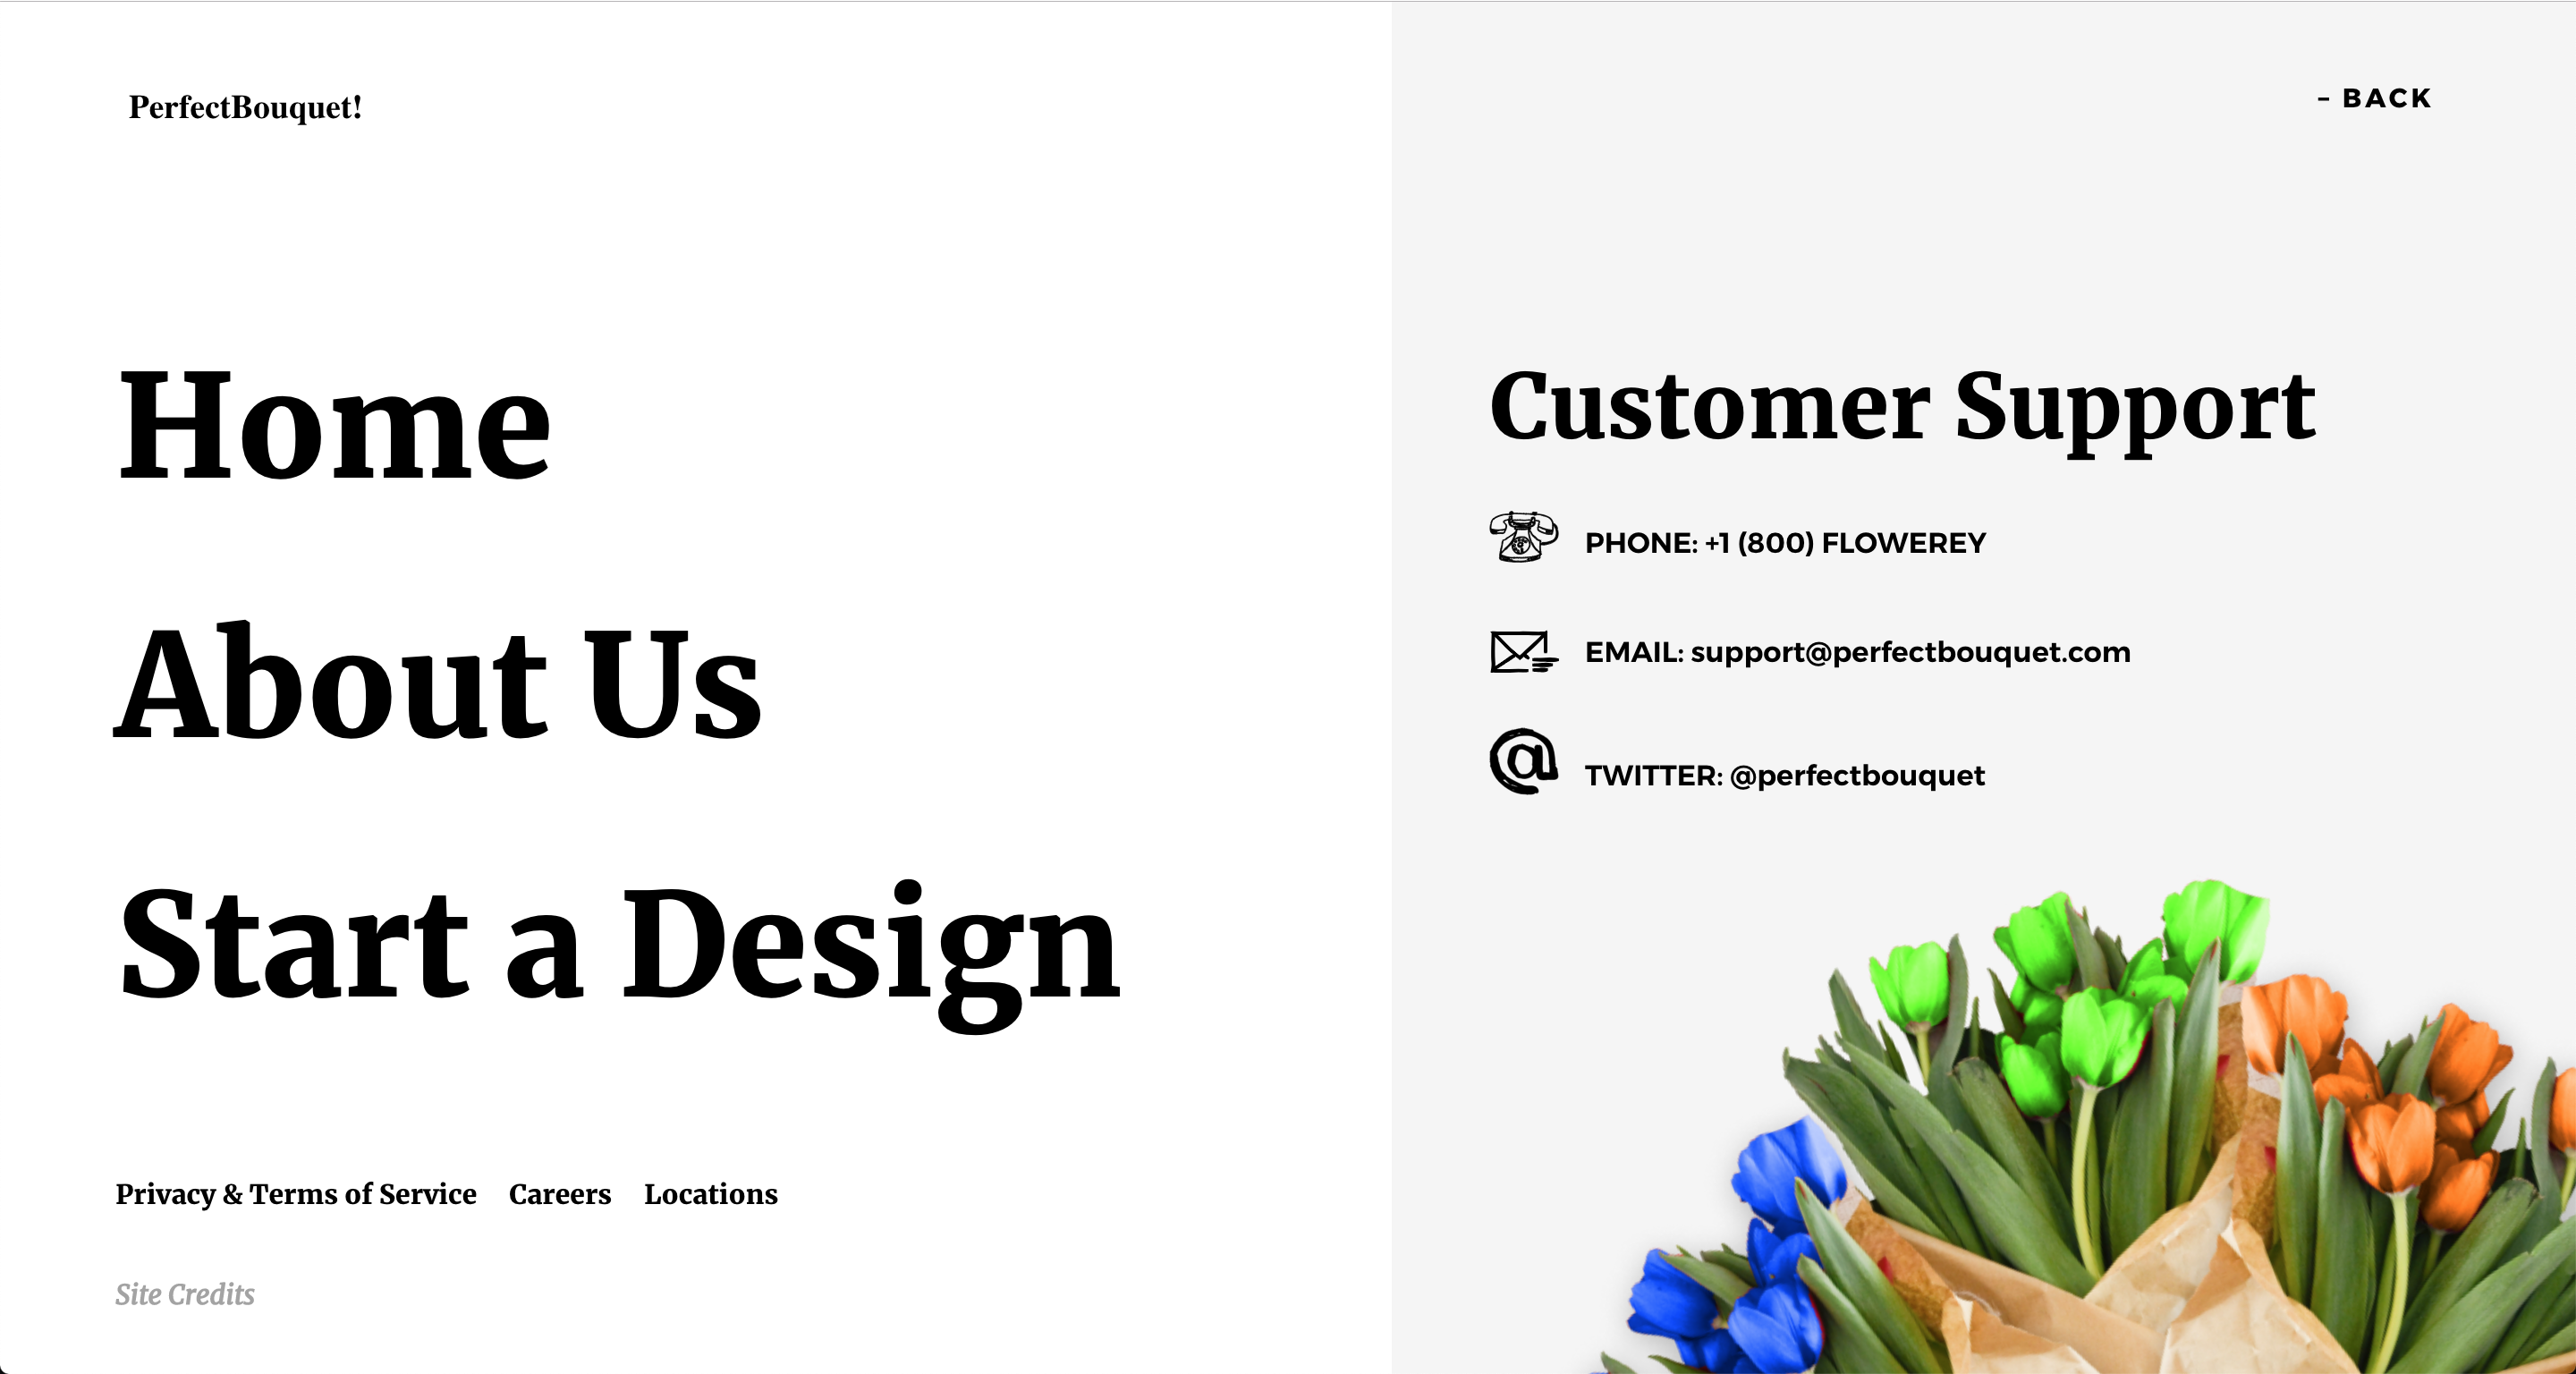 PerfectBouquet!
Home
About Us
Start a Design
Privacy & Terms of Service Careers Locations
Site Credits
– BACK
Customer Support
PHONE: +1 (800) FLOWEREY
EMAIL: support@perfectbouquet.com
TWITTER: @perfectbouquet